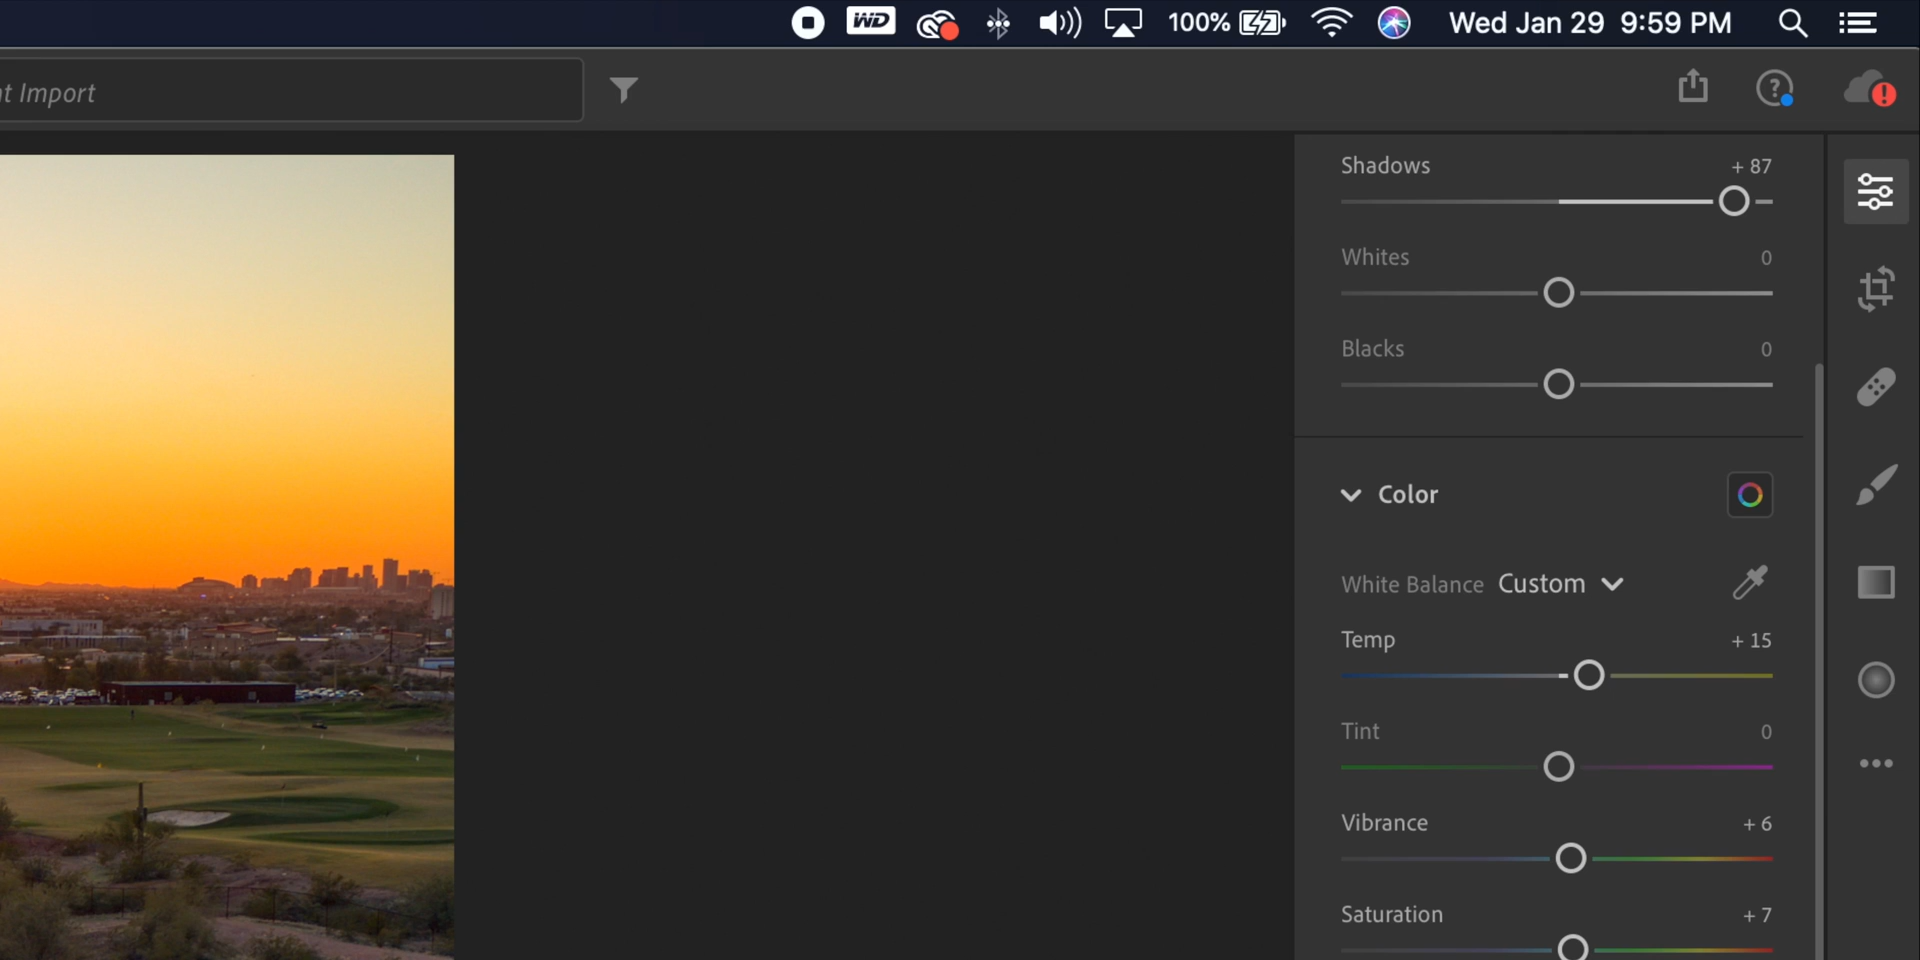 WD 100% Wed Jan 29 9:59 PM
t Import
Shadows + 87
Whites 0
Blacks 0
Color
White Balance Custom
Temp + 15
Tint 0
Vibrance + 6
Saturation + 7